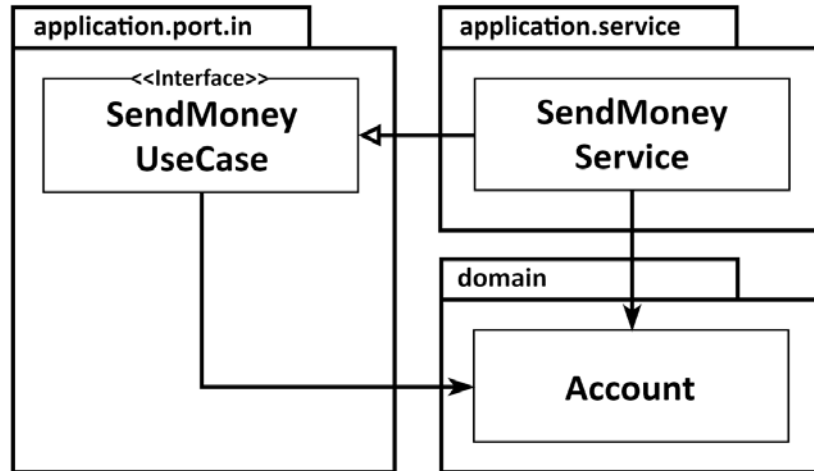 application.port.in
<<Interface>>
SendMoney
UseCase
application.service
SendMoney
Service
domain
Account